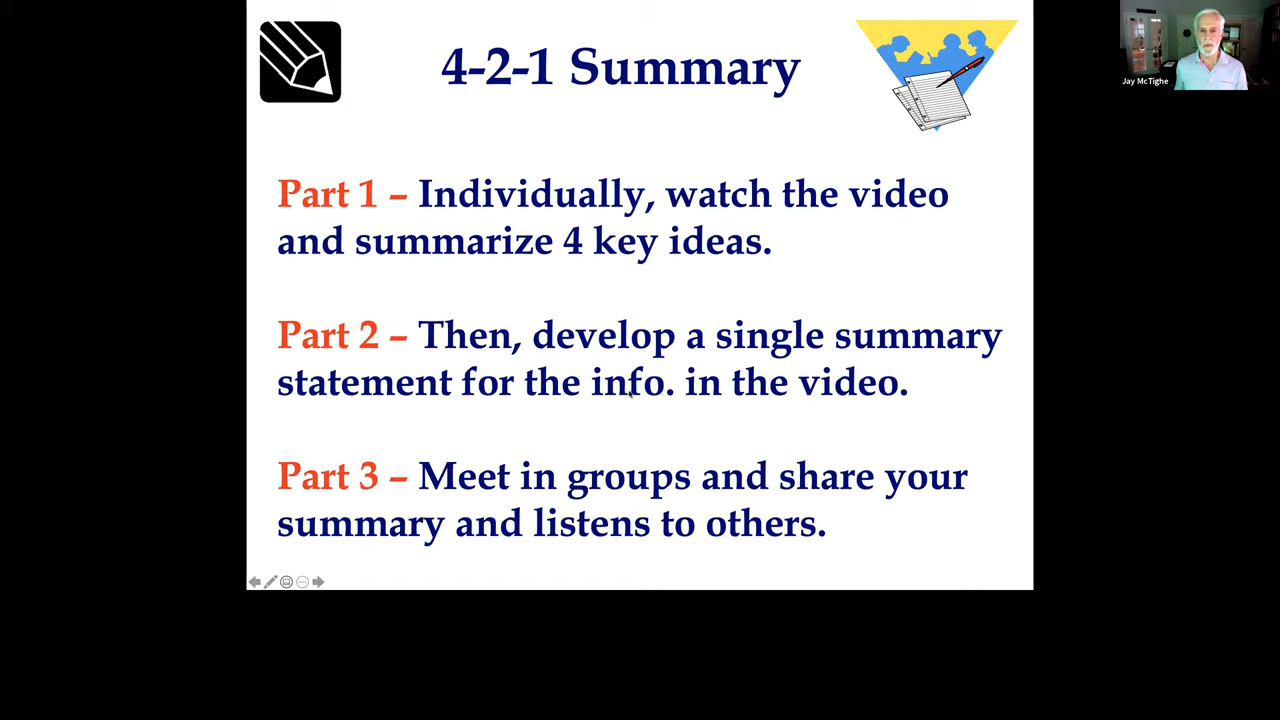 4-2-1 Summary
Jay McTighe
Part 1 – Individually, watch the video
and summarize 4 key ideas.
Part 2 – Then, develop a single summary
statement for the info. in the video.
Part 3 – Meet in groups and share your
summary and listens to others.